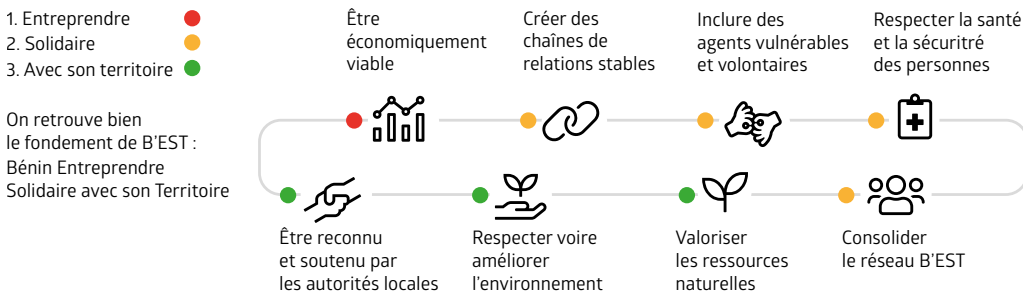 1. Entreprendre
2. Solidaire
3. Avec son territoire
On retrouve bien
le fondement de B'EST :
Bénin Entreprendre
Solidaire avec son Territoire
Être
économiquement
viable
Créer des
chaînes de
relations stables
Inclure des
agents vulnérables
et volontaires
Respecter la santé
et la sécuritré
des personnes
Être reconnu
et soutenu par
les autorités locales
Respecter voire
améliorer
l'environnement
Valoriser
les ressources
naturelles
Consolider
le réseau B'EST